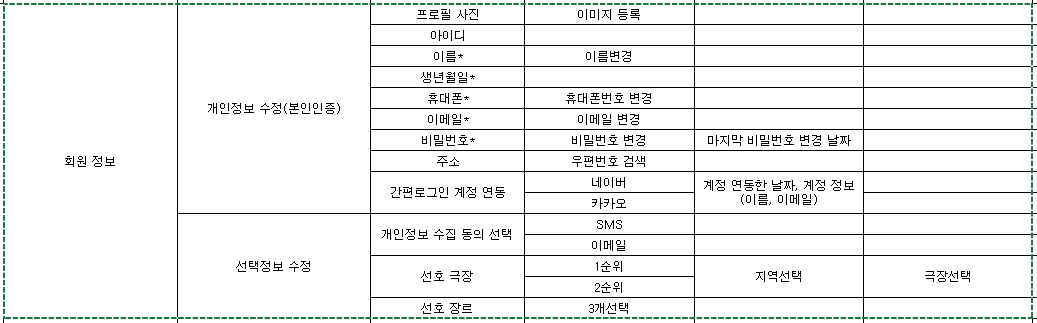 프로필 사진 이미지 등록
아이디
이름* 이름변경
생년월일*
개인정보 수정(본인인증) 휴대폰* 휴대폰번호 변경
이메일* 이메일 변경
비밀번호* 비밀번호 변경 마지막 비밀번호 변경 날짜
회원 정보 주소 우편번호 검색
간편로그인 계정 연동 네이버 계정 연동한 날짜, 계정 정보
카카오 (이름, 이메일)
개인정보 수집 동의 선택 SMS
이메일
선택정보 수정 선호 극장 1순위 지역선택 극장선택
2순위
선호 장르 3개선택